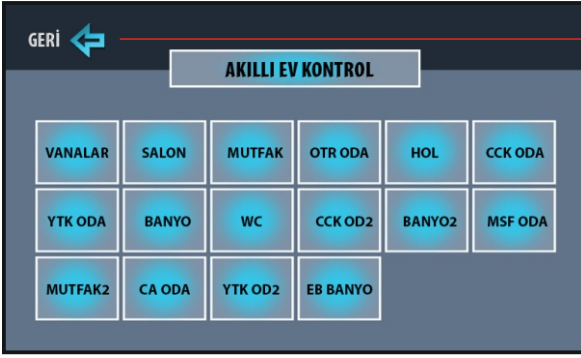 GERİ
AKILLI EV KONTROL
VANALAR SALON MUTFAK OTR ODA HOL CCK ODA
YTK ODA BANYO WC CCK OD2 BANYO2 MSF ODA
MUTFAK2 CA ODA YTK OD2 EB BANYO